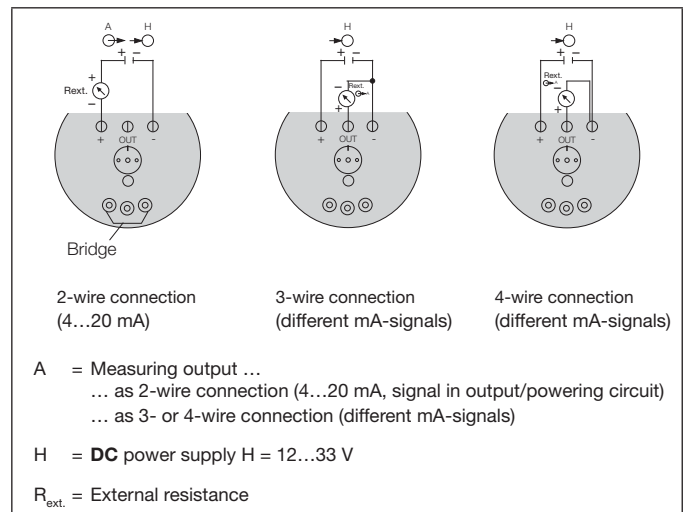 A H
+ −
+
Rext.
−
+ OUT -
Bridge
H
+ −
− Rext.
A
+
+ OUT -
H
+ −
Rext.
A
−
+
+ OUT -
2-wire connection
(4…20 mA)
3-wire connection
(different mA-signals)
4-wire connection
(different mA-signals)
A = Measuring output …
… as 2-wire connection (4…20 mA, signal in output/powering circuit)
… as 3- or 4-wire connection (different mA-signals)
H = DC power supply H = 12…33 V
Rext. = External resistance